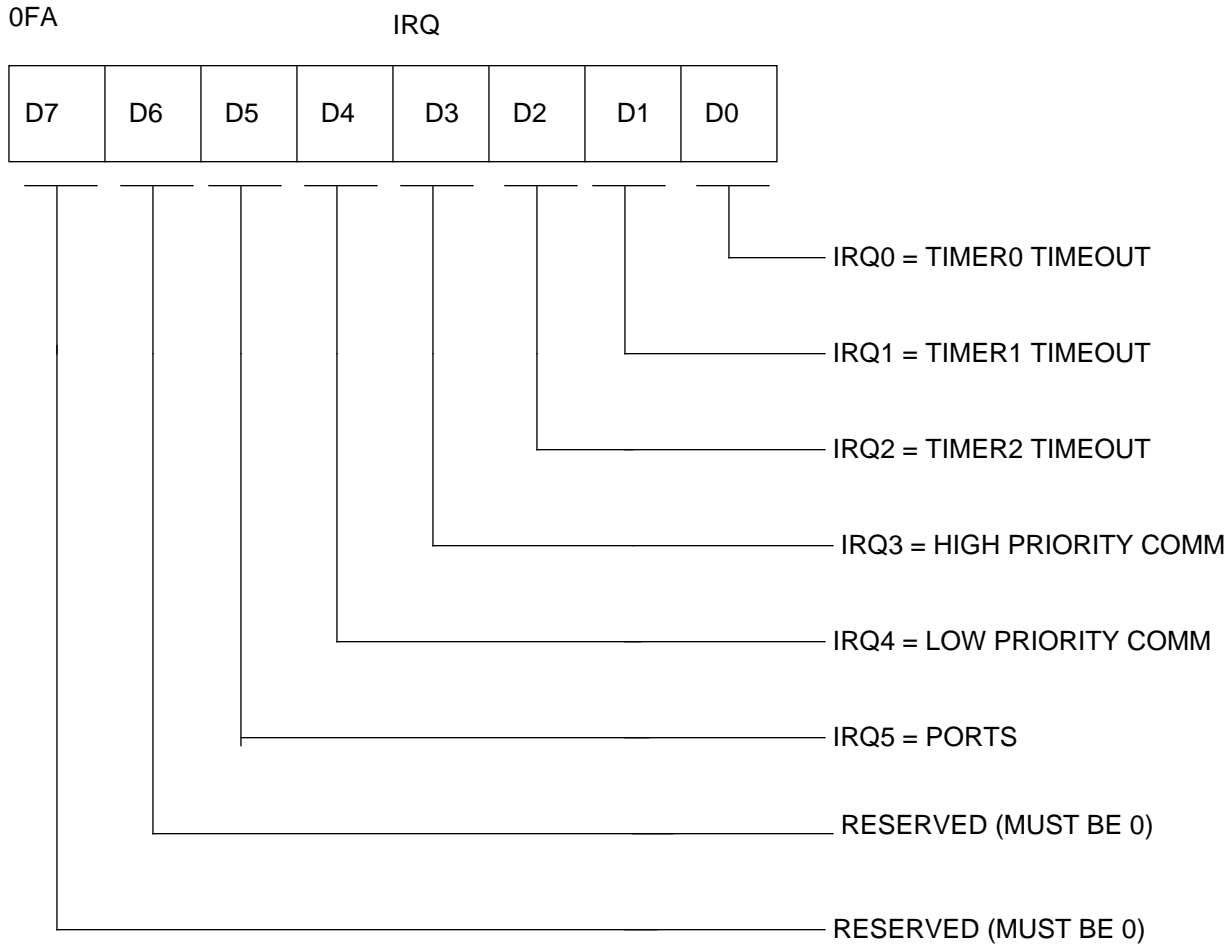 0FA
IRQ
D7 D6 D5 D4 D3 D2 D1 D0
IRQ0 = TIMER0 TIMEOUT
IRQ1 = TIMER1 TIMEOUT
IRQ2 = TIMER2 TIMEOUT
IRQ3 = HIGH PRIORITY COMM
IRQ4 = LOW PRIORITY COMM
IRQ5 = PORTS
RESERVED (MUST BE 0)
RESERVED (MUST BE 0)